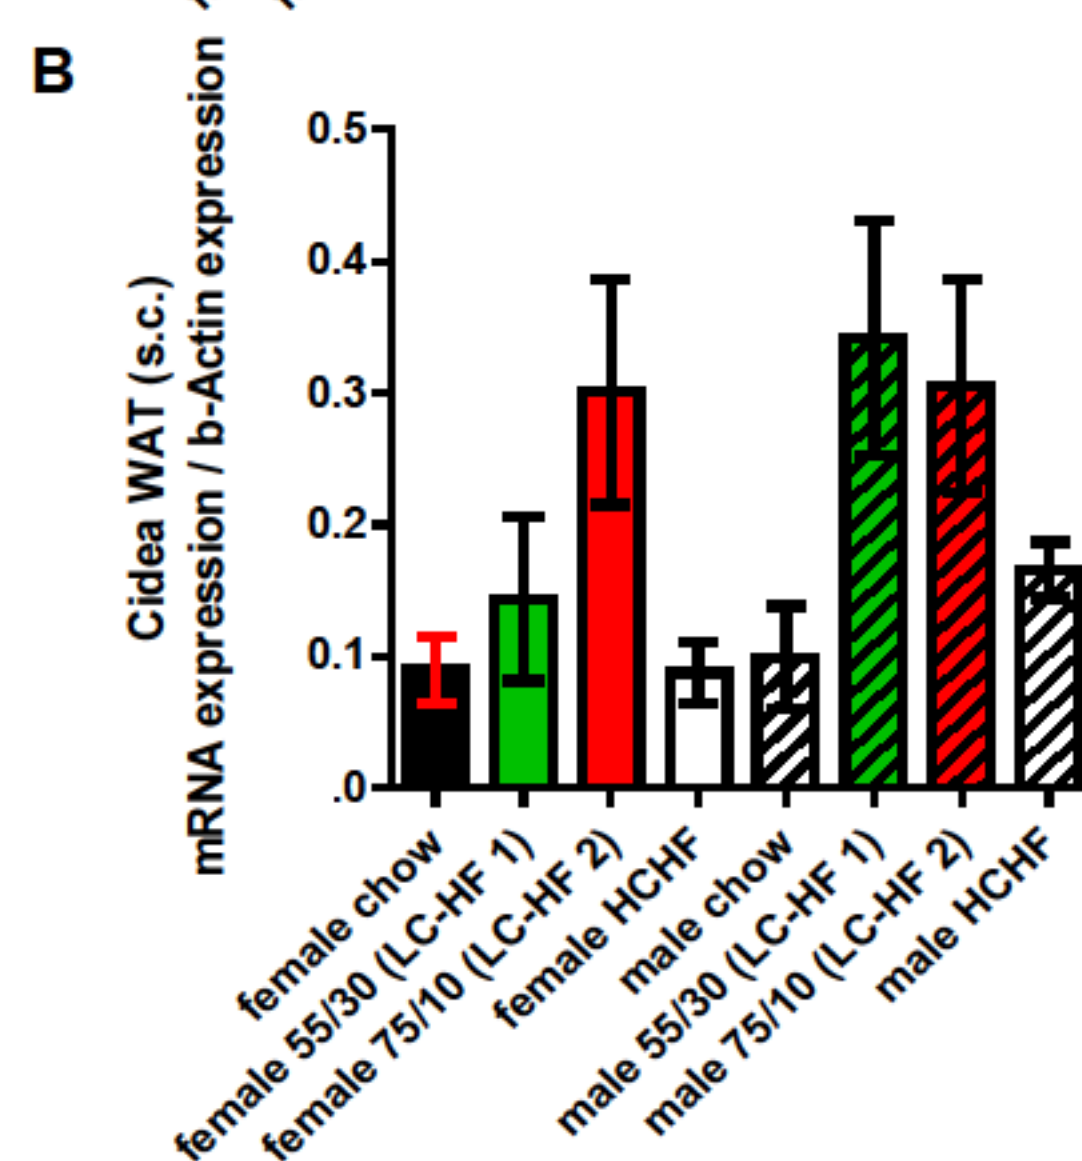 B
Cidea WAT (s.c.)
mRNA expression / b-Actin expression
0.5
0.4
0.3
0.2
0.1
.0
female chow
female 55/30 (LC-HF 1)
female 75/10 (LC-HF 2)
female HCHF
male chow
male 55/30 (LC-HF 1)
male 75/10 (LC-HF 2)
male HCHF